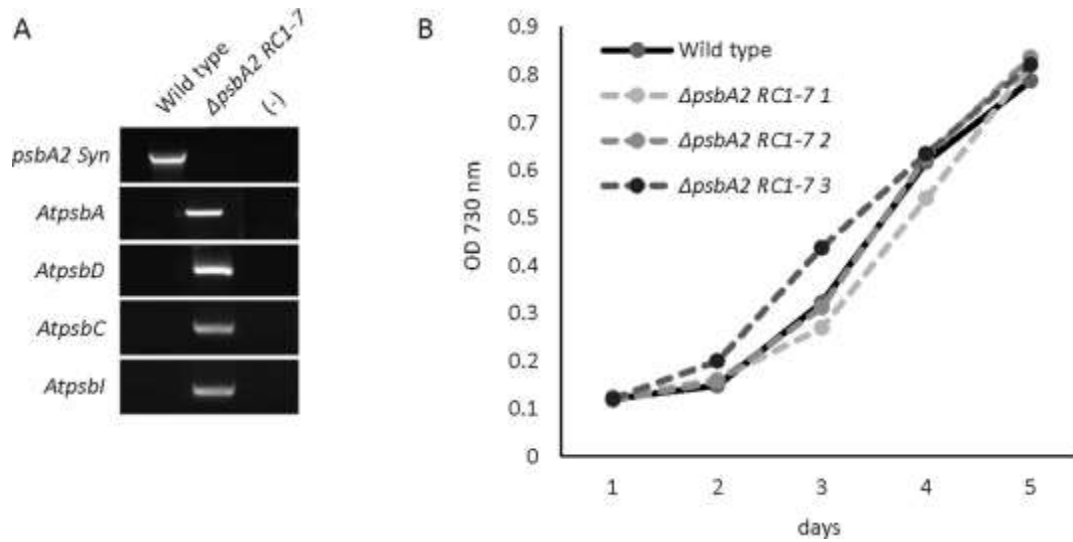 A
Wild type
ΔpsbA2 RC1-7
(-)
psbA2 Syn
AtpsbA
AtpsbD
AtpsbC
AtpsbI
B
0.9
0.8
0.7
0.6
0.5
0.4
0.3
0.2
0.1
0
OD 730 nm
Wild type
ΔpsbA2 RC1-7 1
ΔpsbA2 RC1-7 2
ΔpsbA2 RC1-7 3
1 2 3 4 5
days